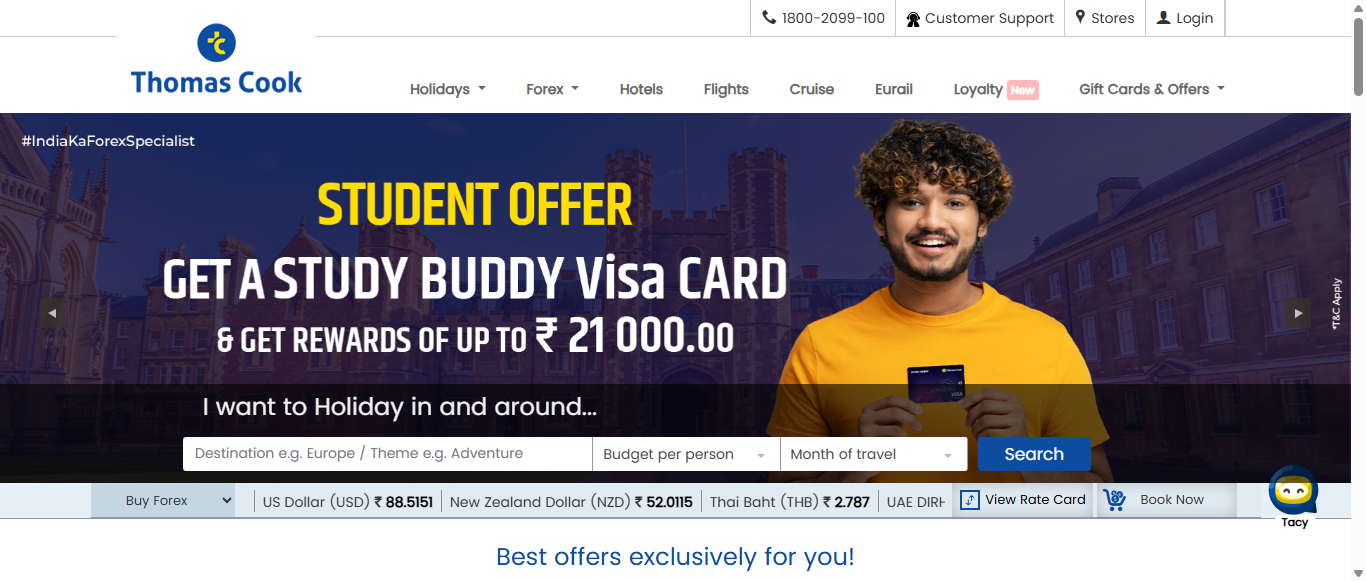 1800-2099-100 Customer Support Stores Login
Thomas Cook
Holidays Forex Hotels Flights Cruise Eurail Loyalty New Gift Cards & Offers
#IndiaKaForexSpecialist
STUDENT OFFER
GET A STUDY BUDDY Visa CARD
& GET REWARDS OF UP TO ₹ 21 000.00
*T&C Apply
VISA
I want to Holiday in and around...
Destination e.g. Europe / Theme e.g. Adventure Budget per person Month of travel Search
Buy Forex US Dollar (USD) ₹ 88.5151 New Zealand Dollar (NZD) ₹ 52.0115 Thai Baht (THB) ₹ 2.787 UAE DIRH View Rate Card Book Now
Tacy
Best offers exclusively for you!